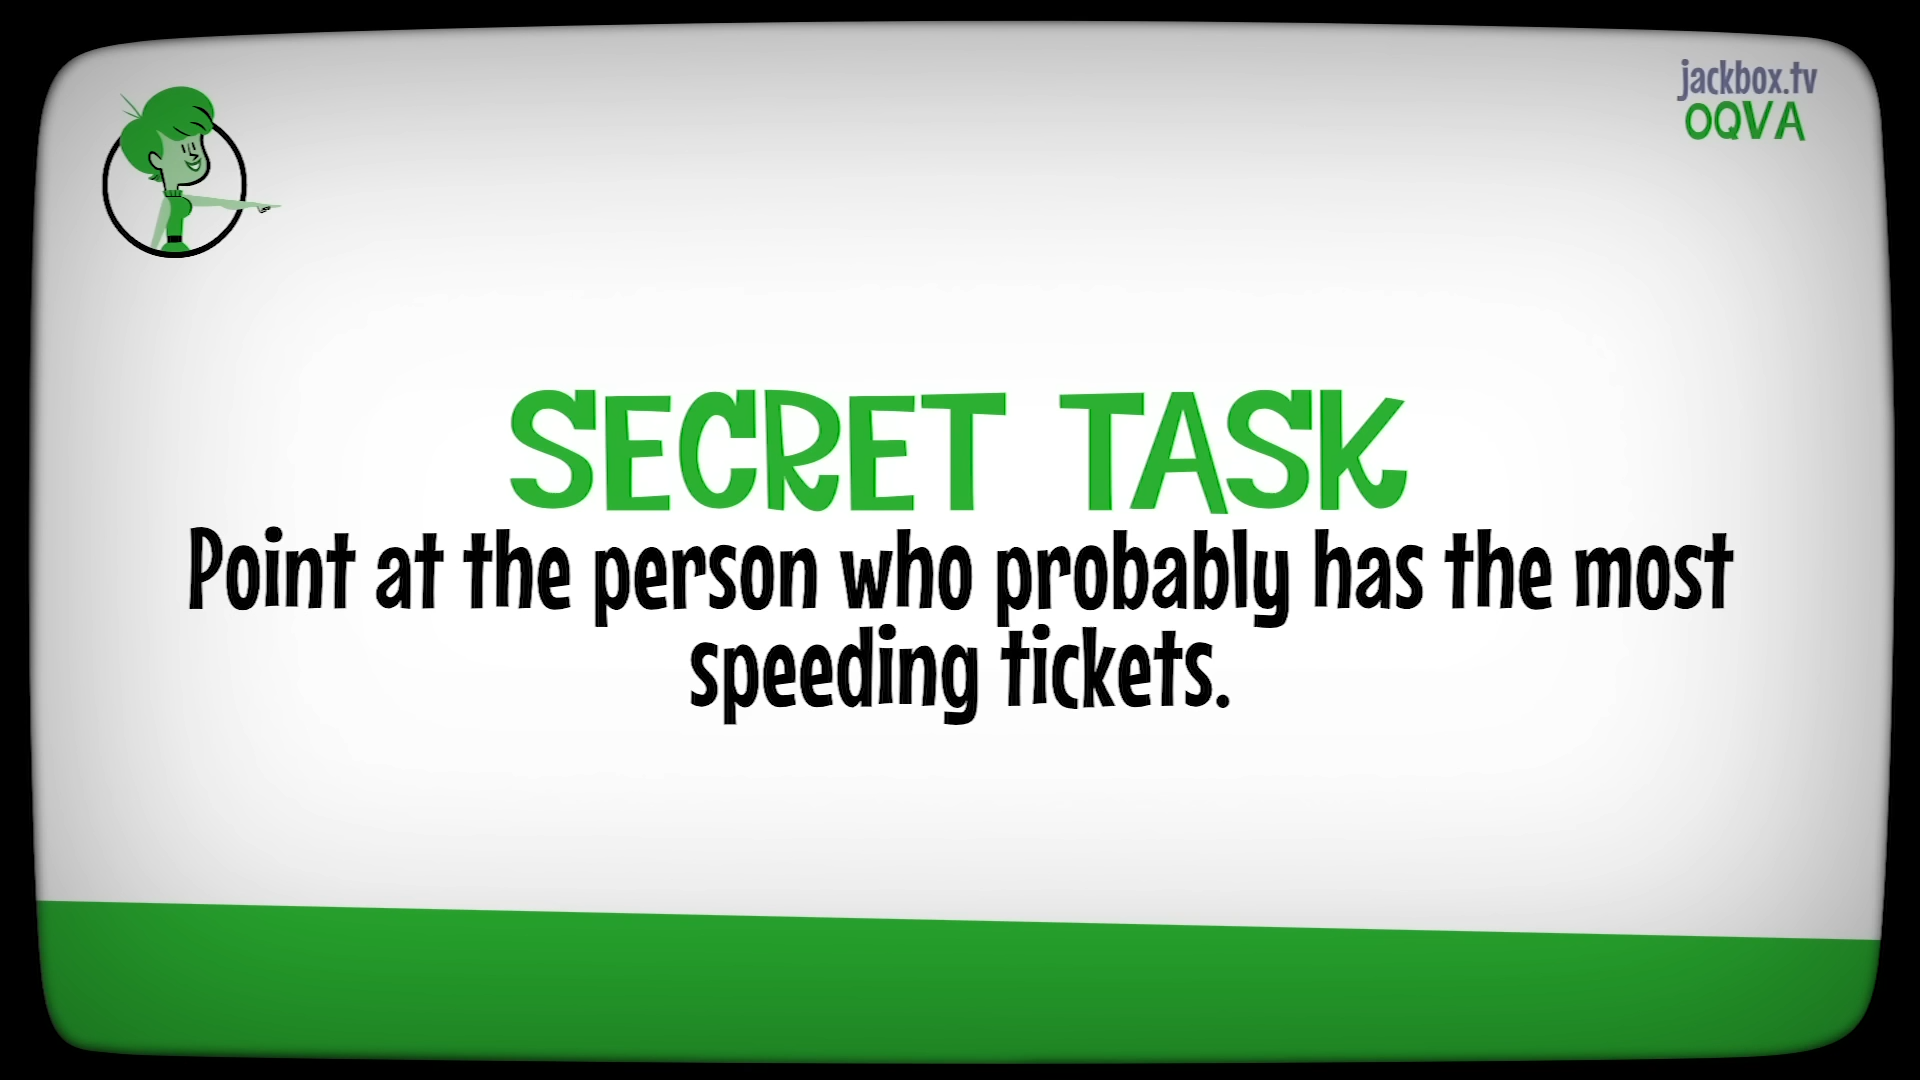 jackbox.tv
OQVA
SECRET TASK
Point at the person who probably has the most
speeding tickets.